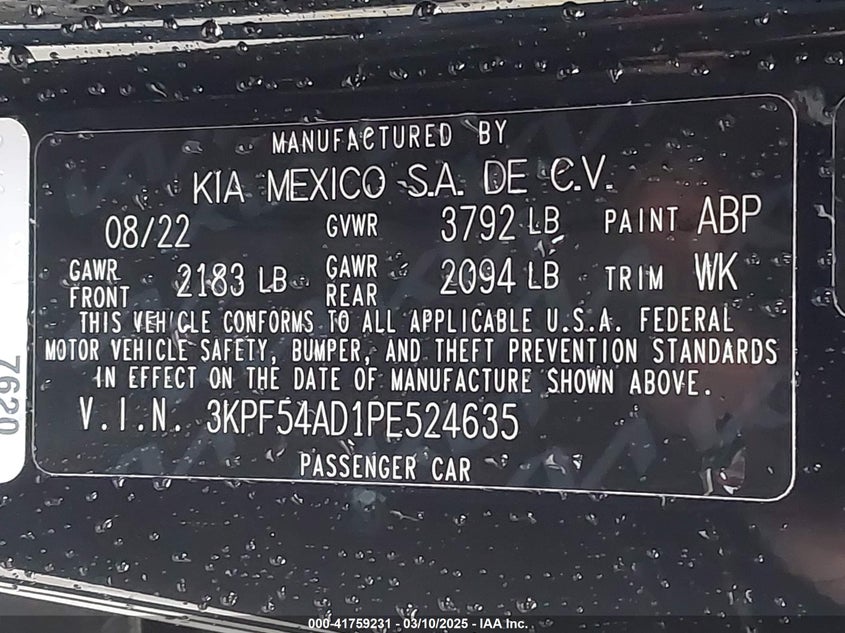 MANUFACTURED BY
KIA MEXICO S.A. DE C.V.
08/22 GVWR 3792 LB PAINT ABP
GAWR FRONT 2183 LB GAWR REAR 2094 LB TRIM WK
THIS VEHICLE CONFORMS TO ALL APPLICABLE U.S.A. FEDERAL
MOTOR VEHICLE SAFETY, BUMPER, AND THEFT PREVENTION STANDARDS
IN EFFECT ON THE DATE OF MANUFACTURE SHOWN ABOVE.
V.I.N. 3KPF54AD1PE524635
PASSENGER CAR
7620
000-41759231 - 03/10/2025 - IAA Inc.